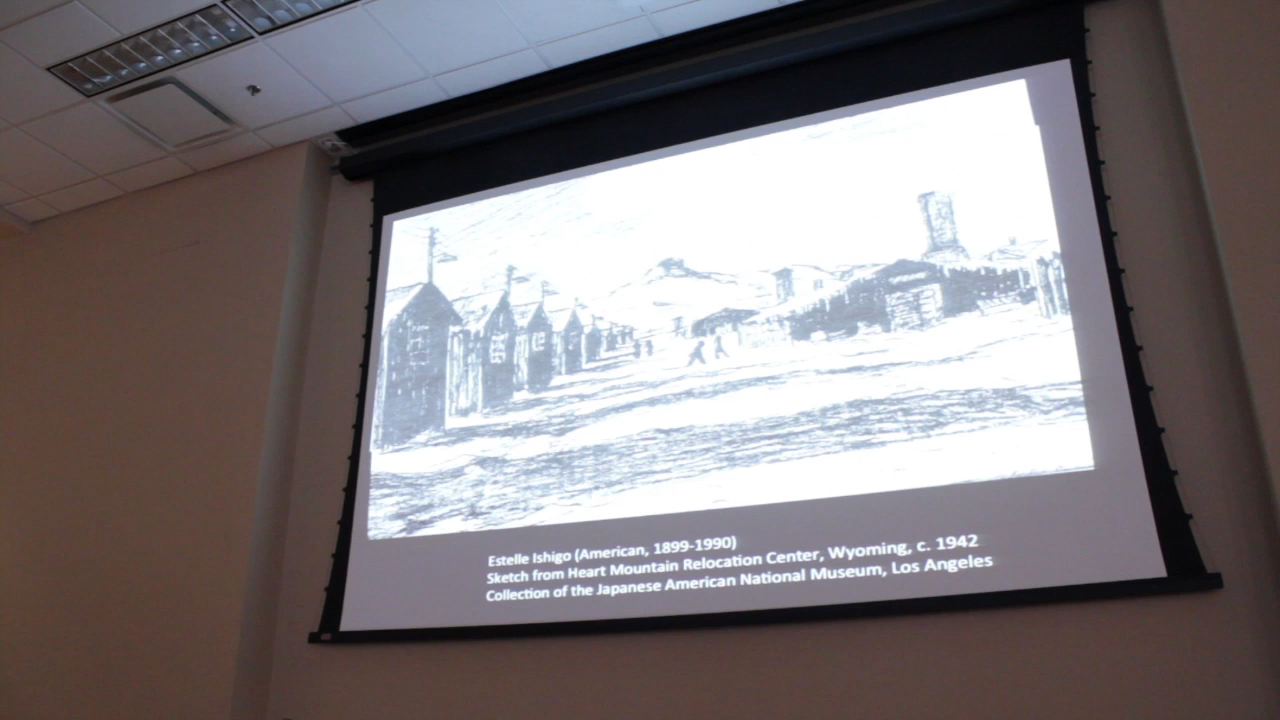 Estelle Ishigo (American, 1899-1990)
Sketch from Heart Mountain Relocation Center, Wyoming, c. 1942
Collection of the Japanese American National Museum, Los Angeles